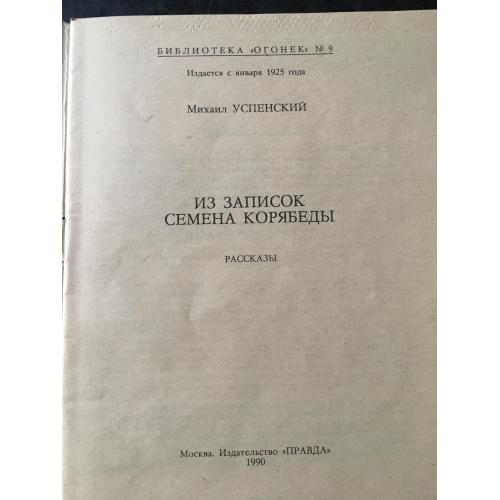 БИБЛИОТЕКА «ОГОНЕК» № 9
Издается с января 1925 года
Михаил УСПЕНСКИЙ
ИЗ ЗАПИСОК
СЕМЕНА КОРЯБЕДЫ
РАССКАЗЫ
Москва. Издательство «ПРАВДА»
1990